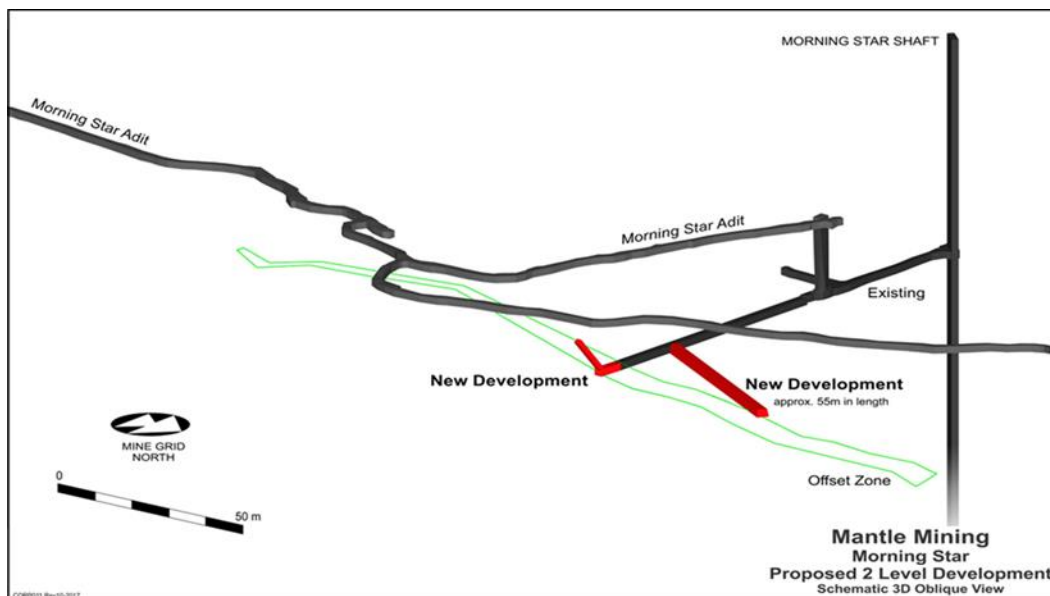 MORNING STAR SHAFT
Morning Star Adit
Morning Star Adit
Existing
New Development
New Development
approx. 55m in length
MINE GRID
NORTH
0
50 m
Offset Zone
Mantle Mining
Morning Star
Proposed 2 Level Development
Schematic 3D Oblique View